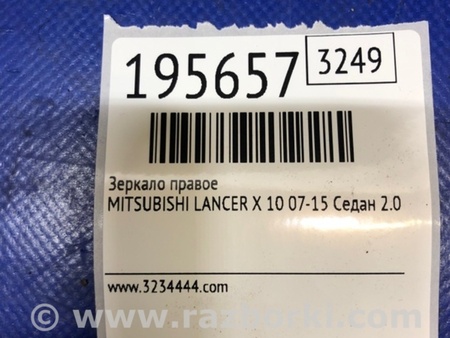 195657 3249
Зеркало правое
MITSUBISHI LANCER X 10 07-15 Седан 2.0
www.3234444.com
© www.razborki.com